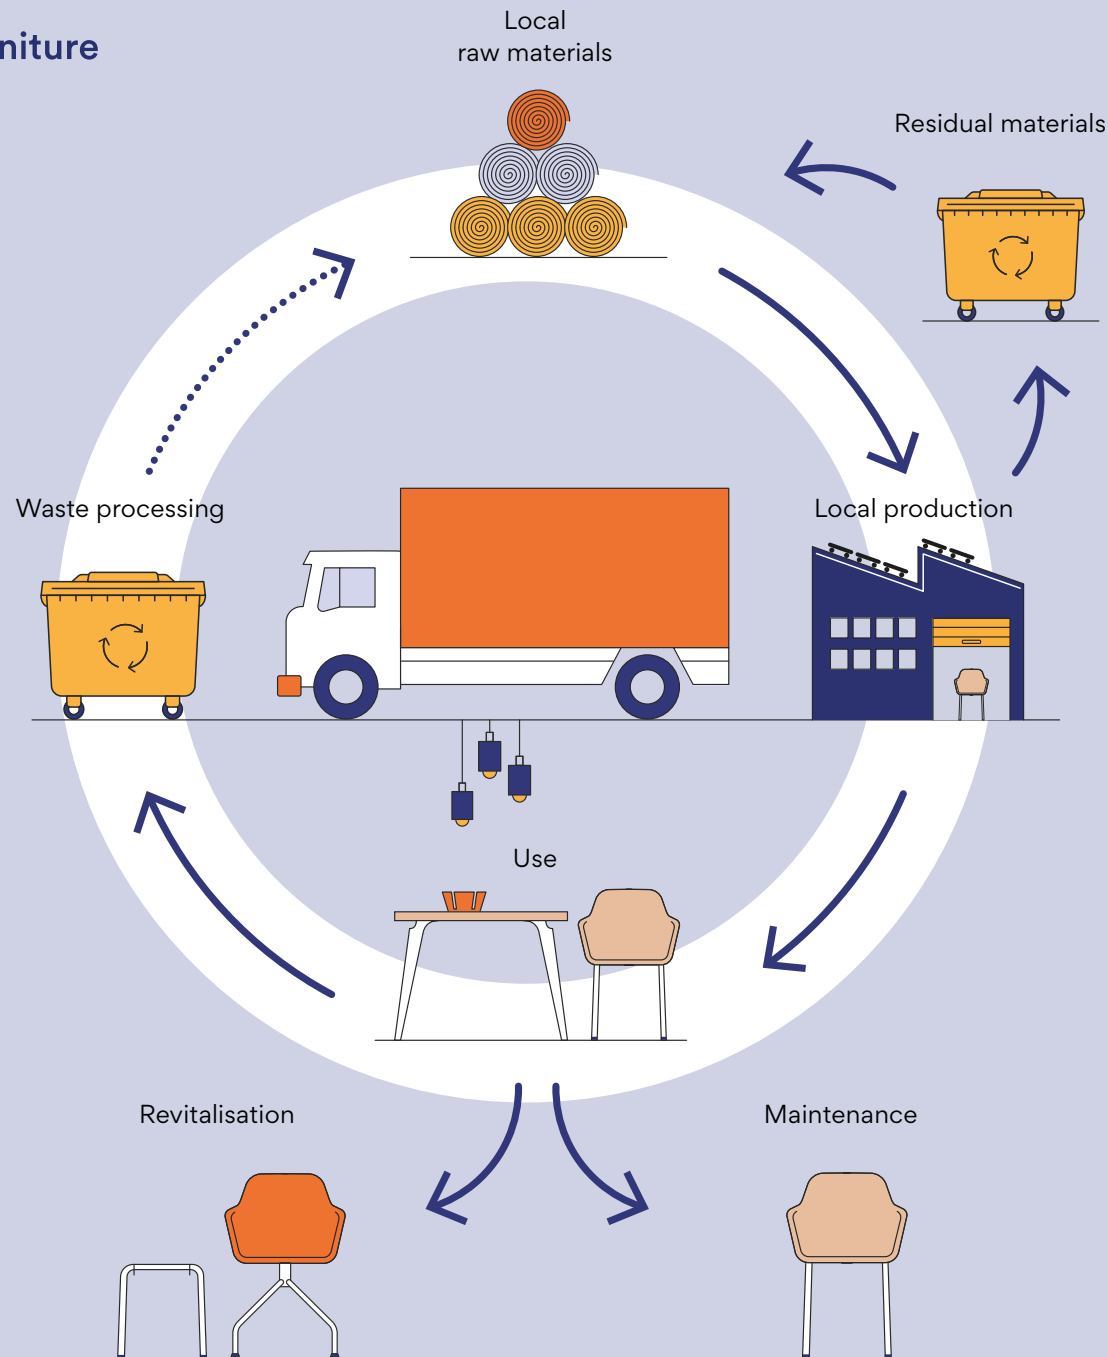 niture
Local
raw materials
Residual materials
Waste processing
Local production
Use
Revitalisation
Maintenance